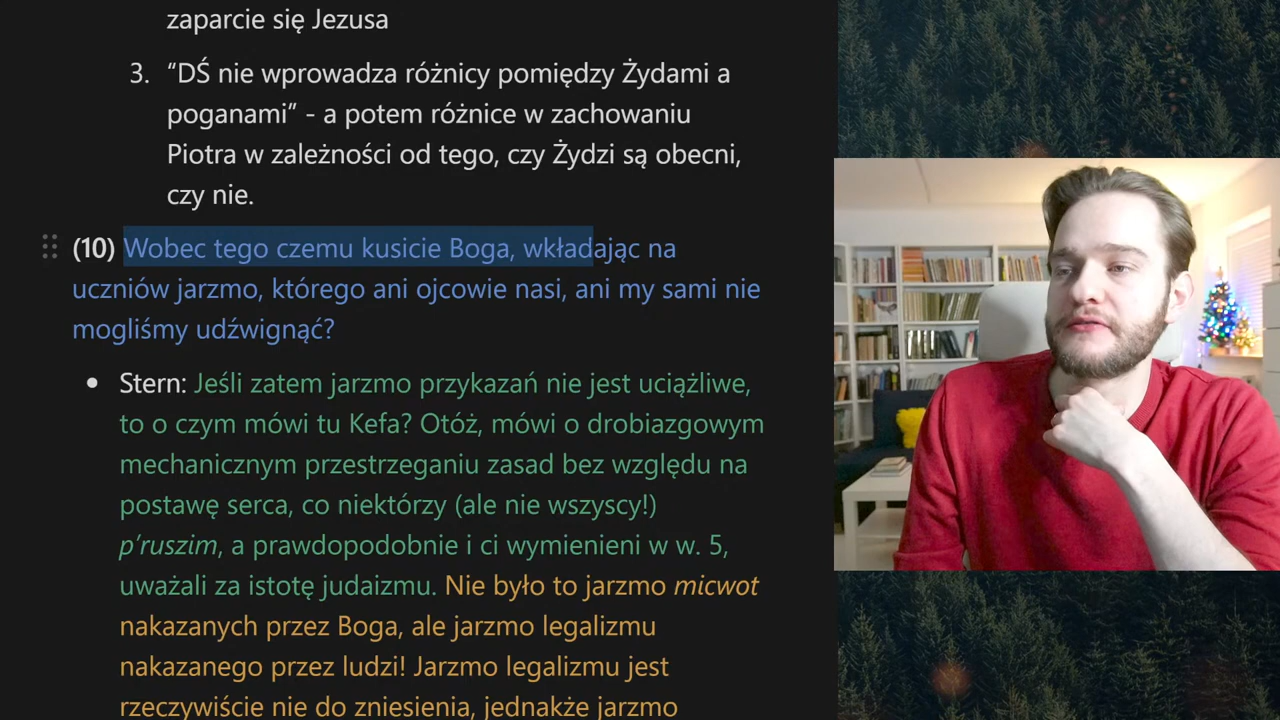 zaparcie się Jezusa
3. “DŚ nie wprowadza różnicy pomiędzy Żydami a
poganami” - a potem różnice w zachowaniu
Piotra w zależności od tego, czy Żydzi są obecni,
czy nie.
(10) Wobec tego czemu kusicie Boga, wkładając na
uczniów jarzmo, którego ani ojcowie nasi, ani my sami nie
mogliśmy udźwignąć?
• Stern: Jeśli zatem jarzmo przykazań nie jest uciążliwe,
to o czym mówi tu Kefa? Otóż, mówi o drobiazgowym
mechanicznym przestrzeganiu zasad bez względu na
postawę serca, co niektórzy (ale nie wszyscy!)
p’ruszim, a prawdopodobnie i ci wymienieni w w. 5,
uważali za istotę judaizmu. Nie było to jarzmo micwot
nakazanych przez Boga, ale jarzmo legalizmu
nakazanego przez ludzi! Jarzmo legalizmu jest
rzeczywiście nie do zniesienia, jednakże jarzmo